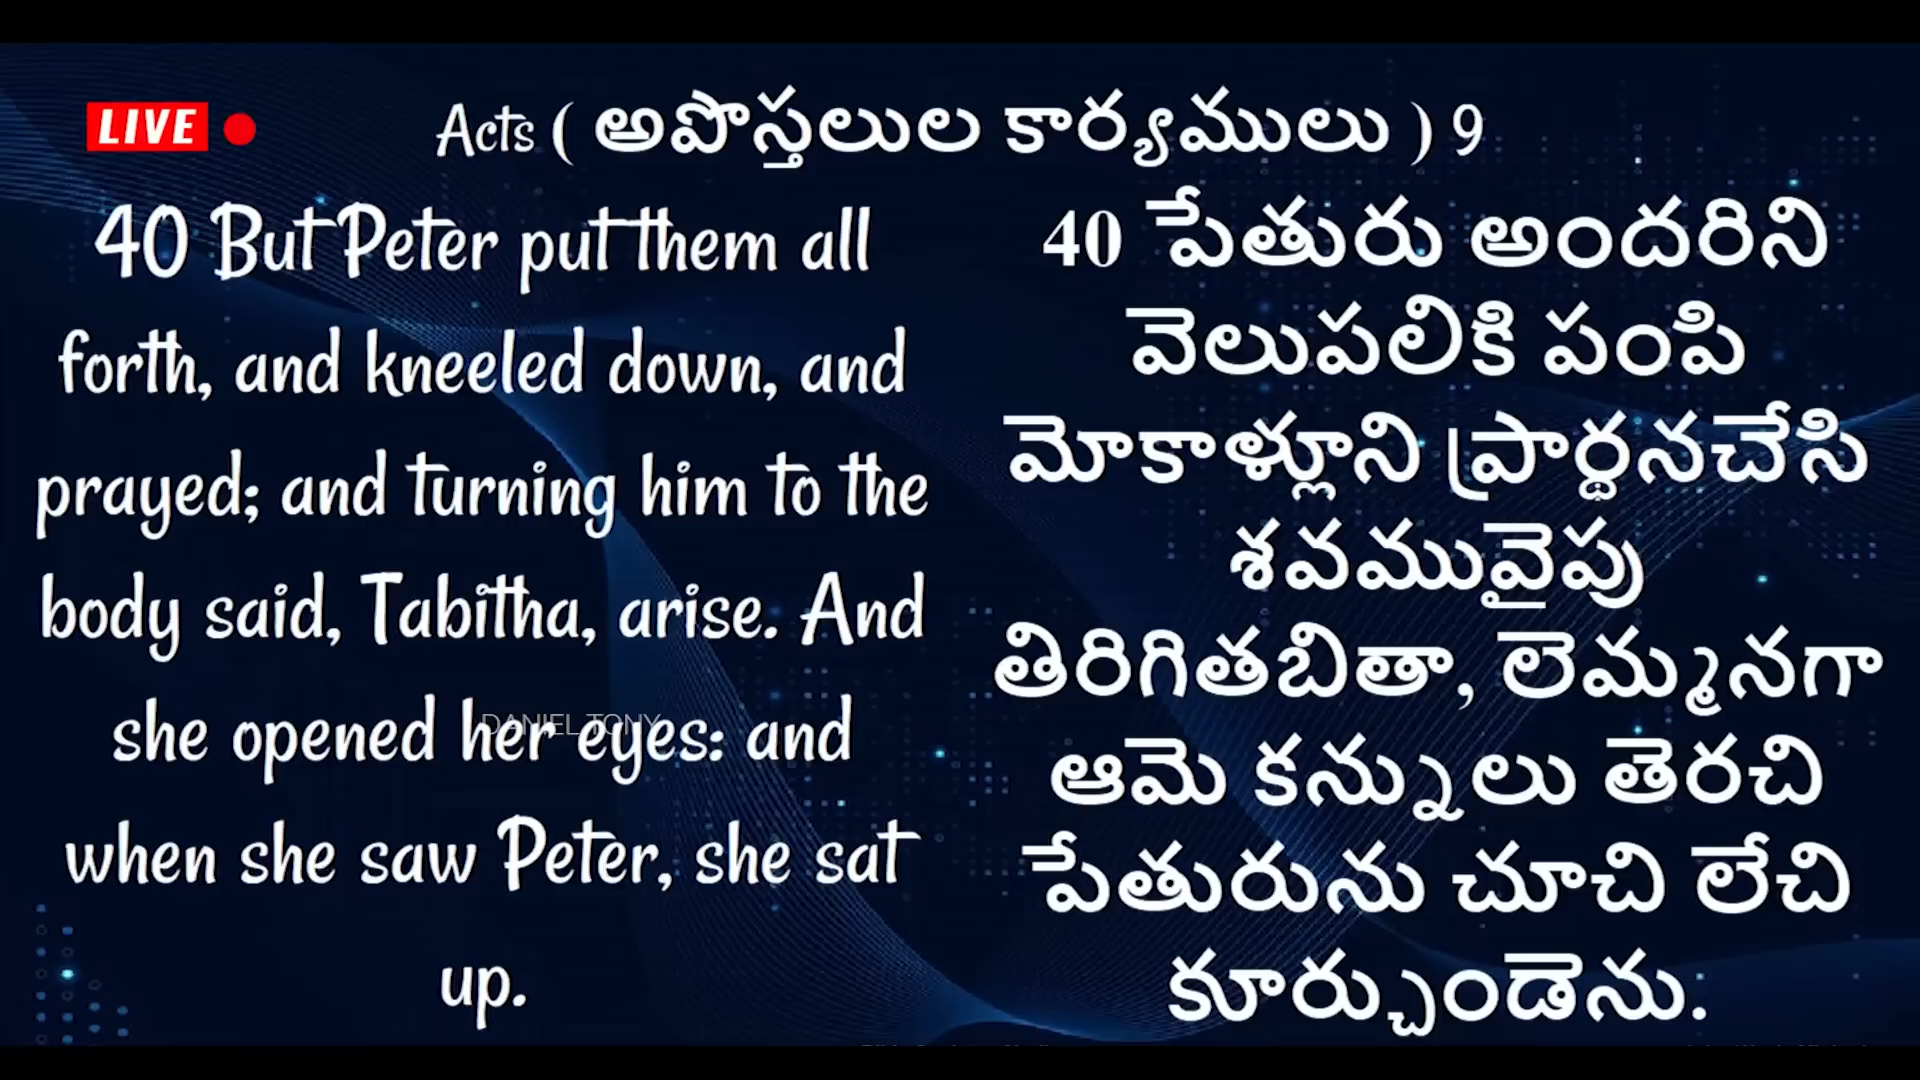 LIVE
Acts ( అపొస్తలుల కార్యములు ) 9
40 But Peter put them all
forth, and kneeled down, and
prayed; and turning him to the
body said, Tabitha, arise. And
she opened her eyes: and
when she saw Peter, she sat
up.
DANIEL TONY
40 పేతురు అందరిని
వెలుపలికి పంపి
మోకాళ్లూని ప్రార్థనచేసి
శవమువైపు
తిరిగితబితా, లెమ్మనగా
ఆమె కన్నులు తెరచి
పేతురును చూచి లేచి
కూర్చుండెను.